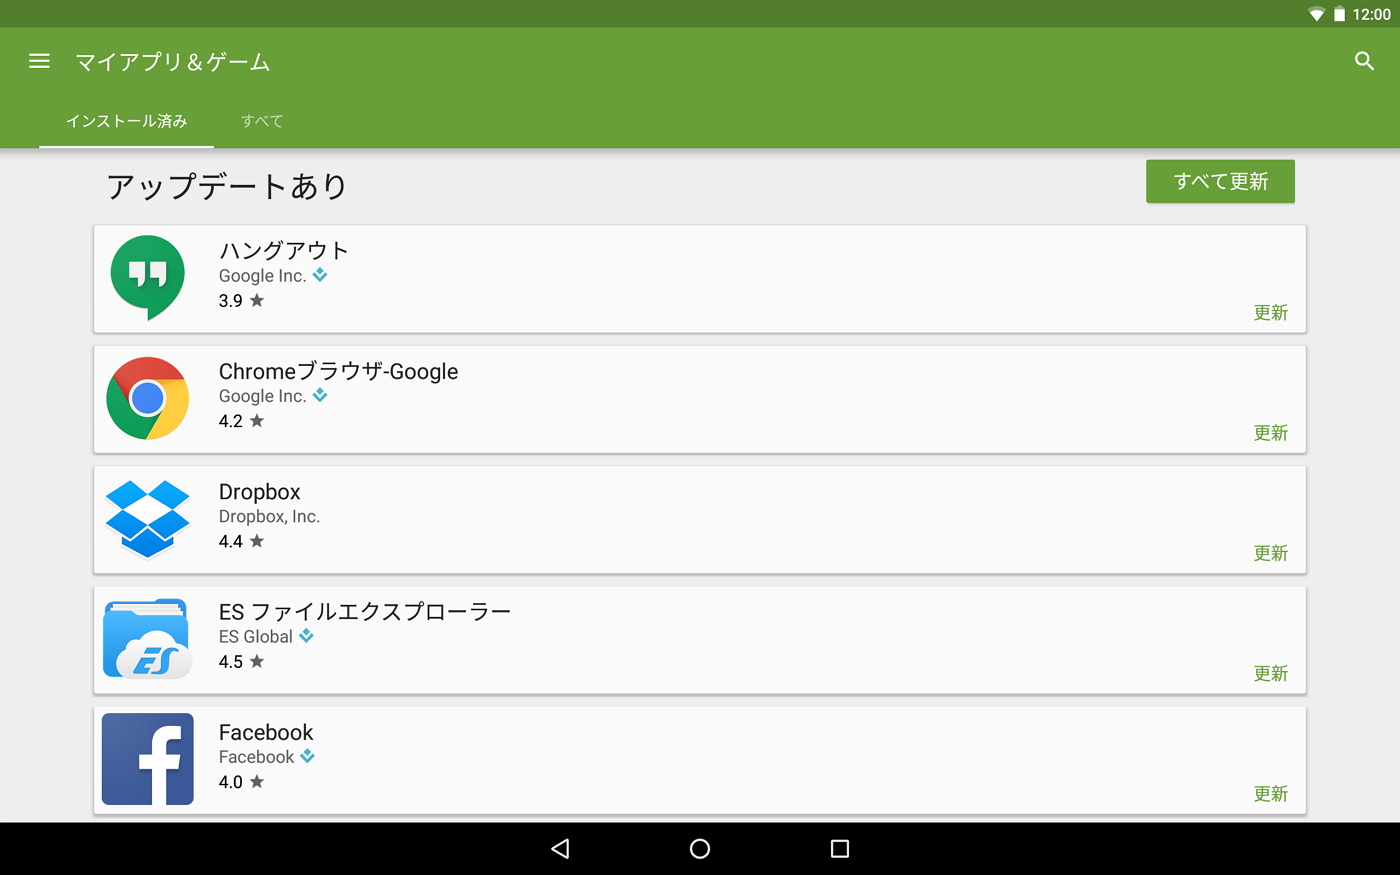 12:00
マイアプリ＆ゲーム
インストール済み
すべて
アップデートあり
すべて更新
ハングアウト
Google Inc.
3.9
更新
Chromeブラウザ-Google
Google Inc.
4.2
更新
Dropbox
Dropbox, Inc.
4.4
更新
ES ファイルエクスプローラー
ES Global
4.5
更新
ES
Facebook
Facebook
4.0
更新